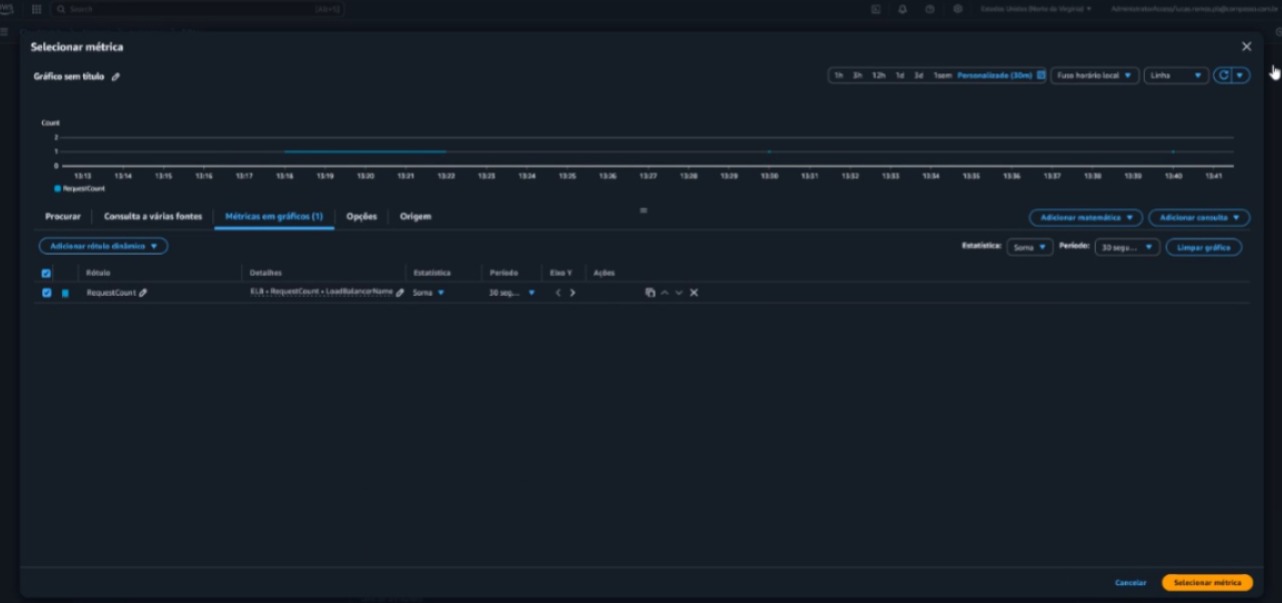 aws Search [Alt+S] Estados Unidos (Norte da Virgínia)
Selecionar métrica
Gráfico sem título
1h 3h 12h 1d 3d 1sem Personalizado (30m) Fuso horário local Linha
Count
2
1
0
13:13 13:14 13:15 13:16 13:17 13:18 13:19 13:20 13:21 13:22 13:23 13:24 13:25 13:26 13:27 13:28 13:29 13:30 13:31 13:32 13:33 13:34 13:35 13:36 13:37 13:38 13:39 13:40 13:41
RequestCount
Procurar Consulta a várias fontes Métricas em gráficos (1) Opções Origem Adicionar matemática Adicionar consulta
Adicionar rótulo dinâmico Estatística: Soma Período: 30 segu... Limpar gráfico
Rótulo Detalhes Estatística Período Eixo Y Ações
RequestCount ELB • RequestCount • LoadBalancerName Soma 30 seg...
Cancelar Selecionar métrica